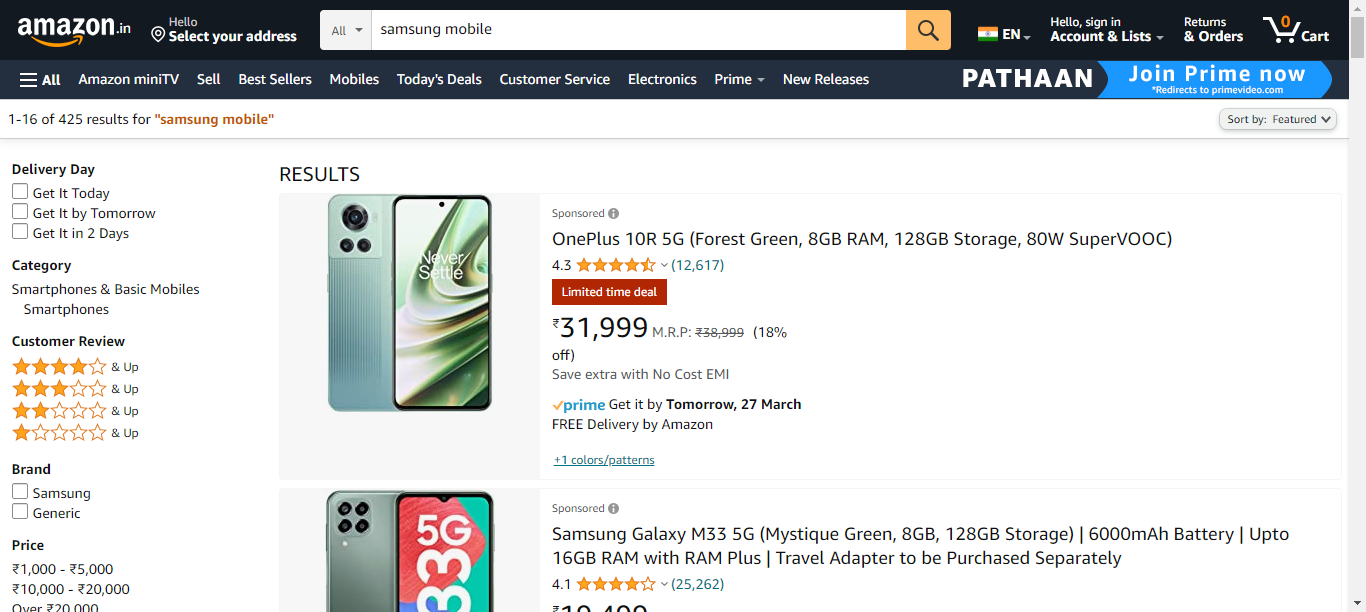 amazon.in
Hello
Select your address
All
samsung mobile
EN
Hello, sign in
Account & Lists
Returns
& Orders
0
Cart
All
Amazon miniTV
Sell
Best Sellers
Mobiles
Today's Deals
Customer Service
Electronics
Prime
New Releases
PATHAAN
Join Prime now
*Redirects to primevideo.com
1-16 of 425 results for "samsung mobile"
Sort by: Featured
Delivery Day
Get It Today
Get It by Tomorrow
Get It in 2 Days
Category
Smartphones & Basic Mobiles
Smartphones
Customer Review
& Up
& Up
& Up
& Up
Brand
Samsung
Generic
Price
₹1,000 - ₹5,000
₹10,000 - ₹20,000
Over ₹20,000
RESULTS
Never
Settle
Sponsored
OnePlus 10R 5G (Forest Green, 8GB RAM, 128GB Storage, 80W SuperVOOC)
4.3 (12,617)
Limited time deal
₹31,999 M.R.P: ₹38,999 (18%
off)
Save extra with No Cost EMI
prime Get it by Tomorrow, 27 March
FREE Delivery by Amazon
+1 colors/patterns
5G
Sponsored
Samsung Galaxy M33 5G (Mystique Green, 8GB, 128GB Storage) | 6000mAh Battery | Upto
16GB RAM with RAM Plus | Travel Adapter to be Purchased Separately
4.1 (25,262)